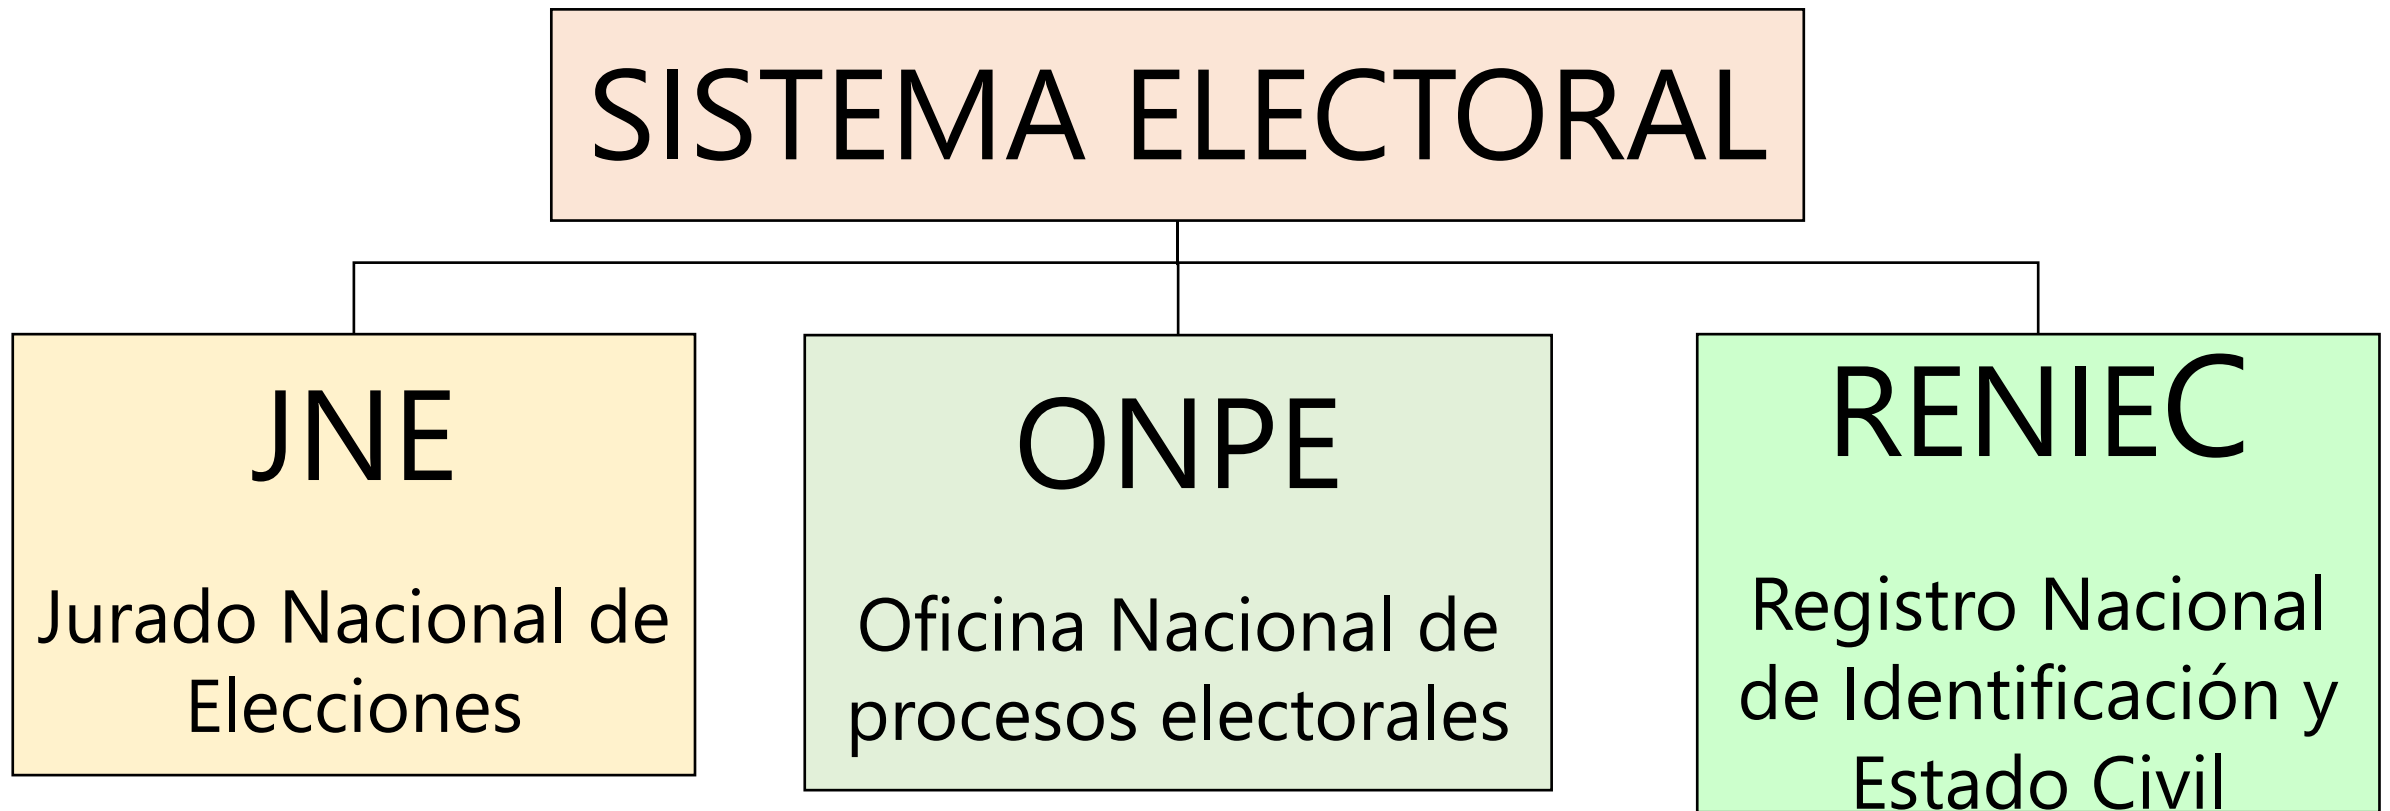 SISTEMA ELECTORAL
JNE
Jurado Nacional de
Elecciones
ONPE
Oficina Nacional de
procesos electorales
RENIEC
Registro Nacional
de Identificación y
Estado Civil